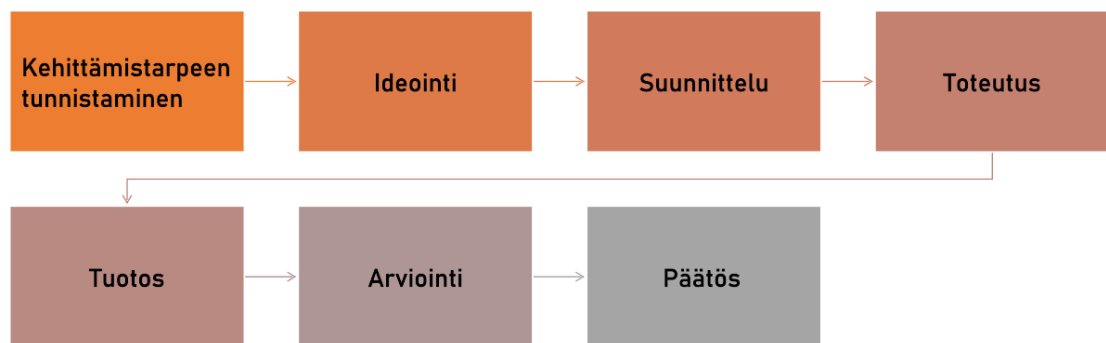 Kehittämistarpeen
tunnistaminen
Ideointi
Suunnittelu
Toteutus
Tuotos
Arviointi
Päätös